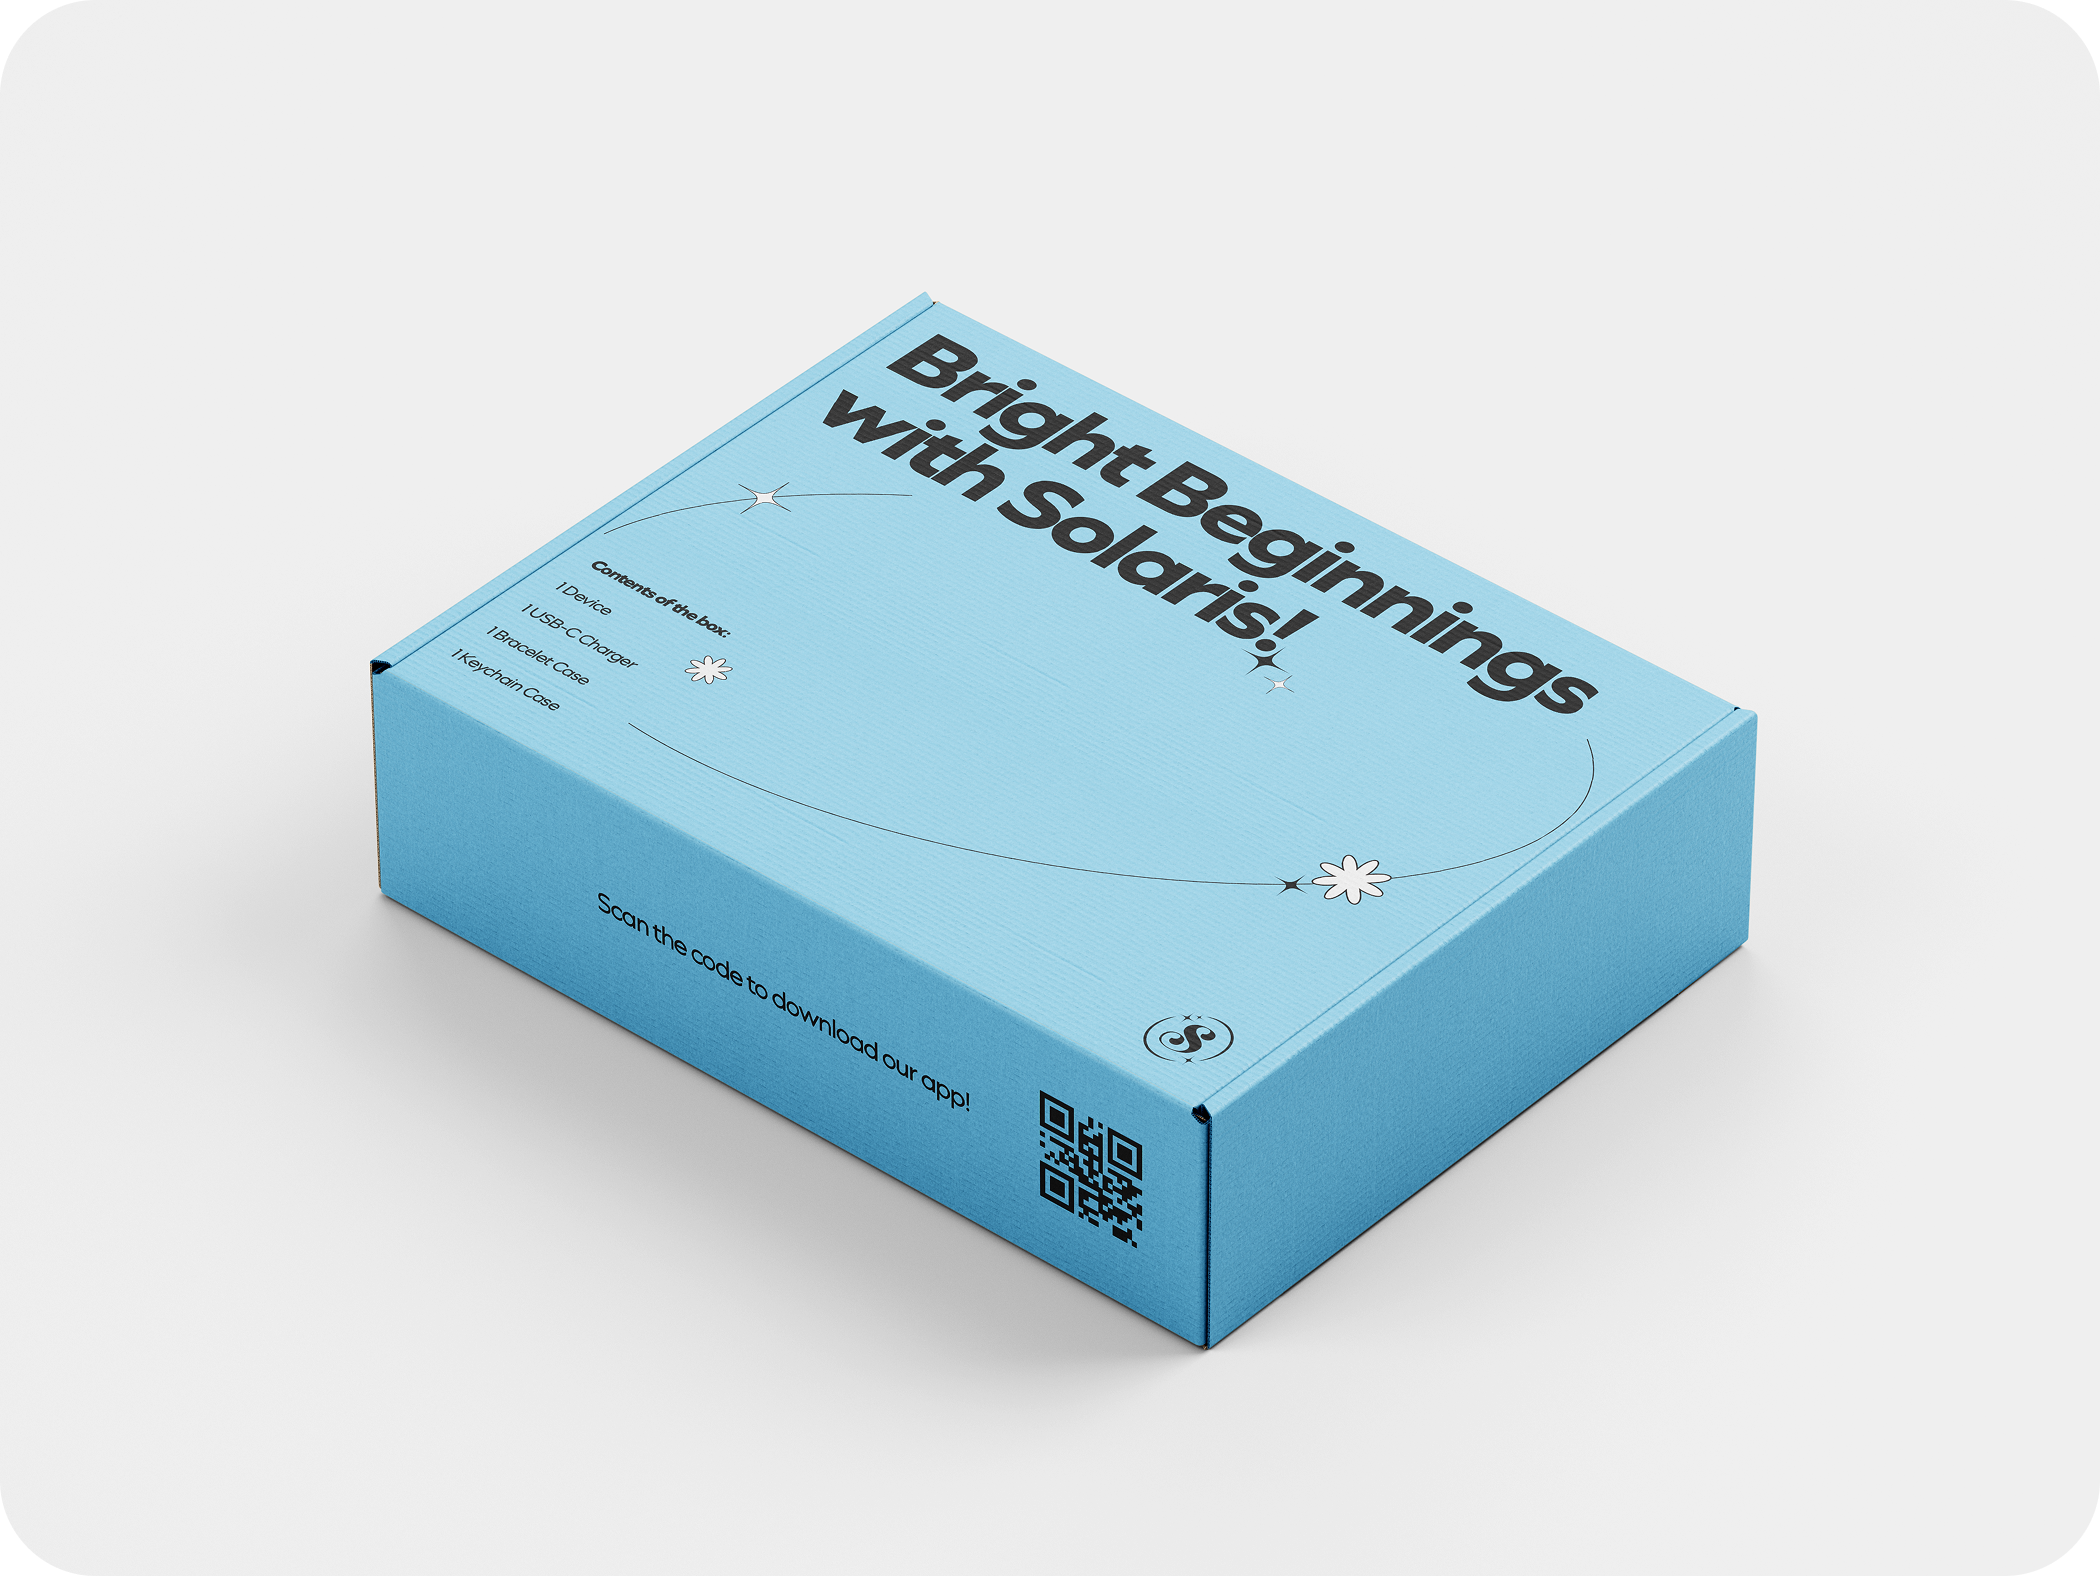 Bright Beginnings
with Solaris!
Contents of the box:
1 Device
1 USB-C Charger
1 Bracelet Case
1 Keychain Case
S
Scan the code to download our app!